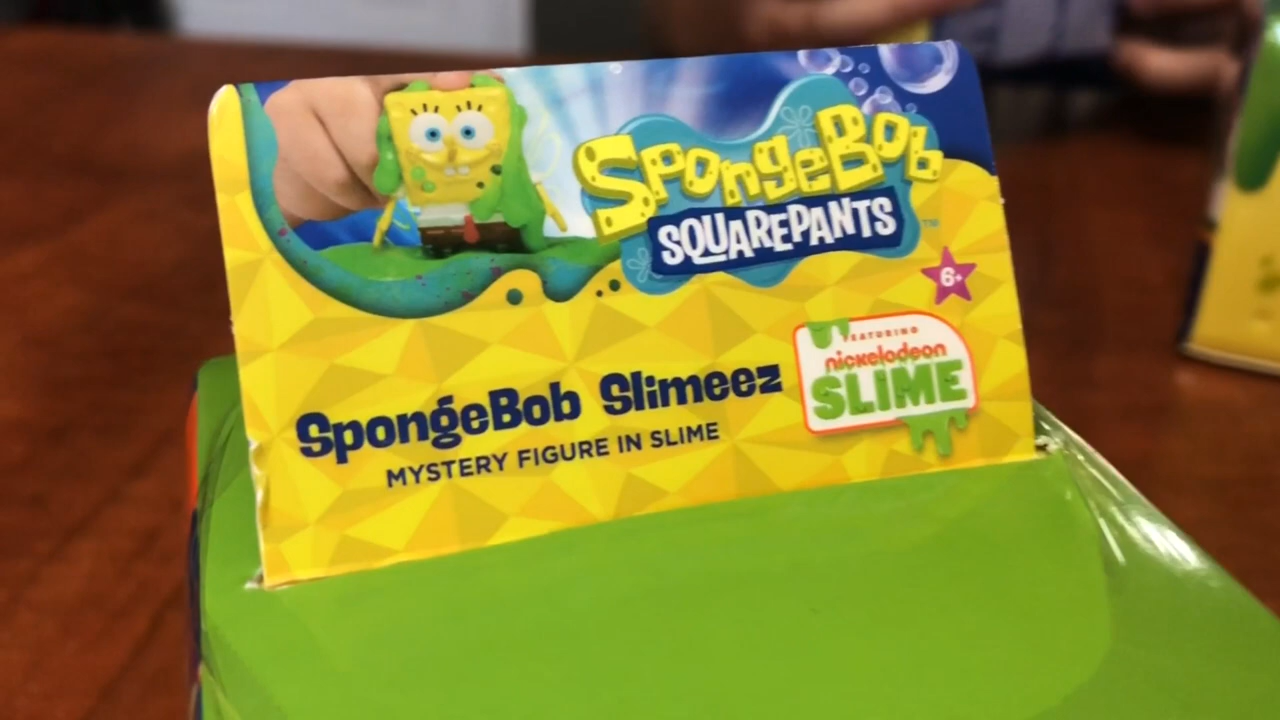 SpongeBob
SQUAREPANTS
™
6+
FEATURING
nickelodeon
SLIME
SpongeBob Slimeez
MYSTERY FIGURE IN SLIME